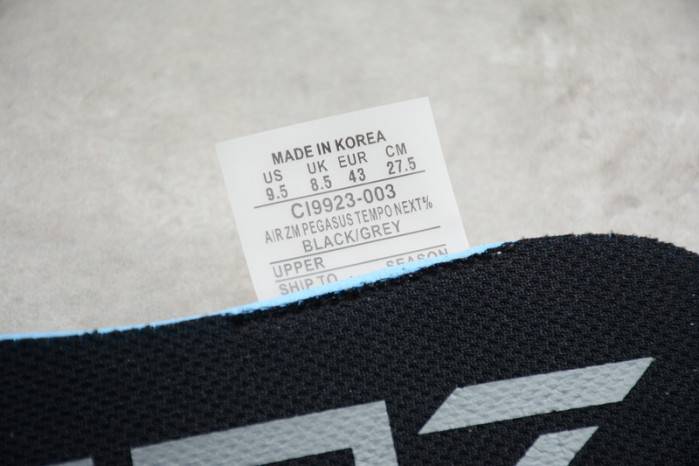 MADE IN KOREA
US UK EUR CM
9.5 8.5 43 27.5
CI9923-003
AIR ZM PEGASUS TEMPO NEXT%
BLACK/GREY
UPPER SEASON
SHIP TO